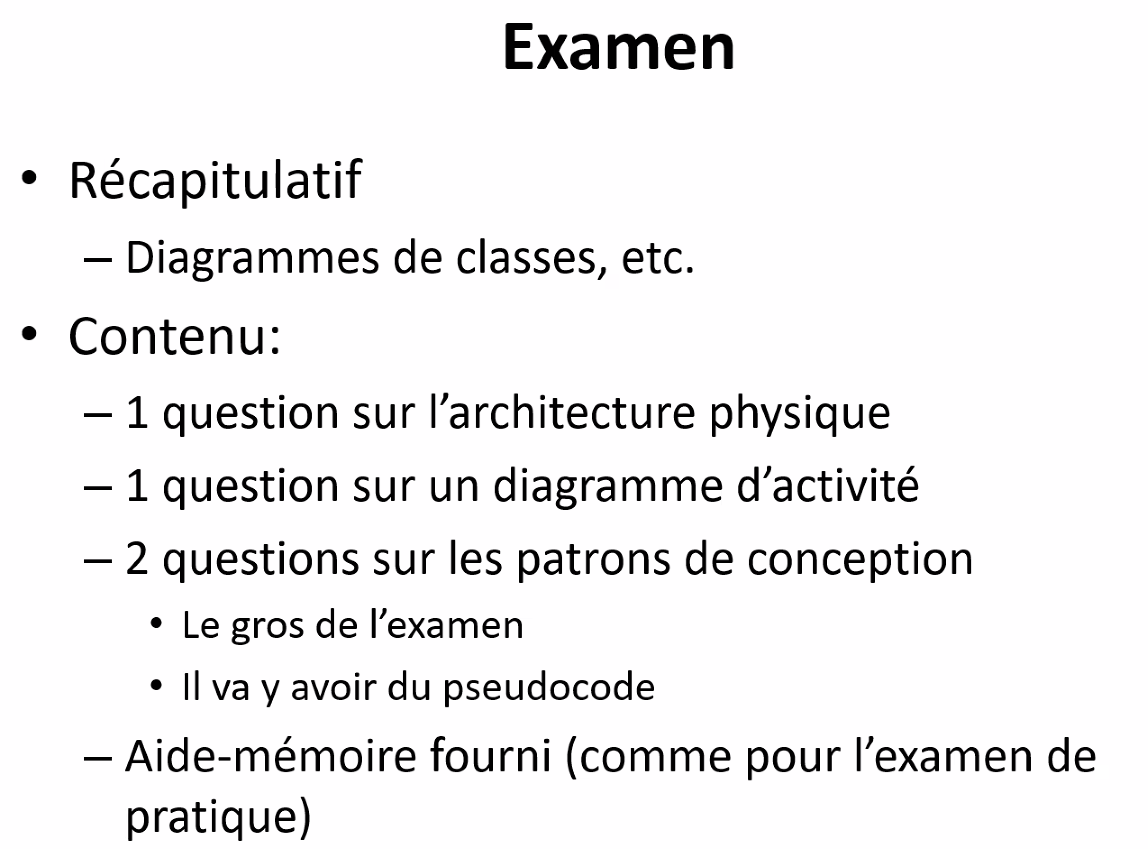 Examen
• Récapitulatif
– Diagrammes de classes, etc.
• Contenu:
– 1 question sur l’architecture physique
– 1 question sur un diagramme d’activité
– 2 questions sur les patrons de conception
• Le gros de l’examen
• Il va y avoir du pseudocode
– Aide-mémoire fourni (comme pour l’examen de
pratique)